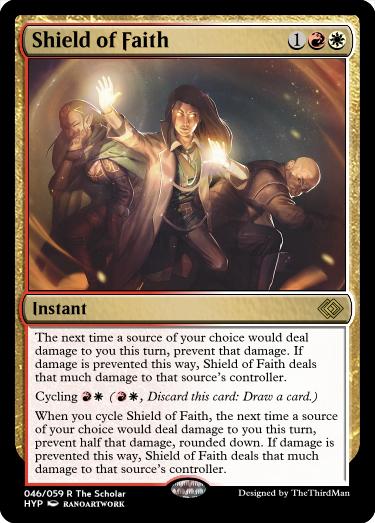 Shield of Faith 1
Instant
The next time a source of your choice would deal
damage to you this turn, prevent that damage. If
damage is prevented this way, Shield of Faith deals
that much damage to that source's controller.
Cycling (, Discard this card: Draw a card.)
When you cycle Shield of Faith, the next time a source
of your choice would deal damage to you this turn,
prevent half that damage, rounded down. If damage is
prevented this way, Shield of Faith deals that much
damage to that source's controller.
046/059 R The Scholar
HYP RANOARTWORK
Designed by TheThirdMan